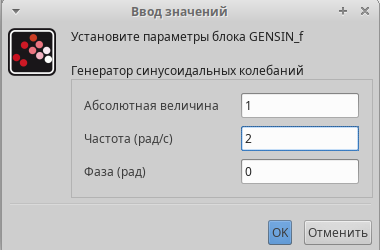 Ввод значений
Установите параметры блока GENSIN_f
Генератор синусоидальных колебаний
Абсолютная величина 1
Частота (рад/с) 2
Фаза (рад) 0
OK Отменить